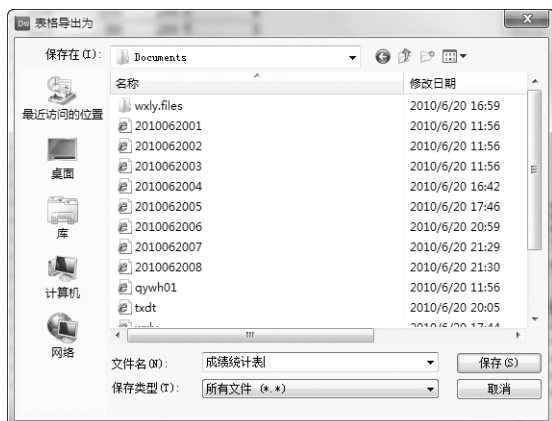 Dw 表格导出为
保存在(I): Documents
名称 修改日期
wxly.files 2010/6/20 16:59
2010062001 2010/6/20 11:56
2010062002 2010/6/20 11:56
2010062003 2010/6/20 11:56
2010062004 2010/6/20 16:42
2010062005 2010/6/20 17:46
2010062006 2010/6/20 20:59
2010062007 2010/6/20 21:29
2010062008 2010/6/20 21:30
qywh01 2010/6/20 11:56
txdt 2010/6/20 20:05
最近访问的位置
桌面
库
计算机
网络
文件名(N): 成绩统计表 保存(S)
保存类型(T): 所有文件 (*.*) 取消